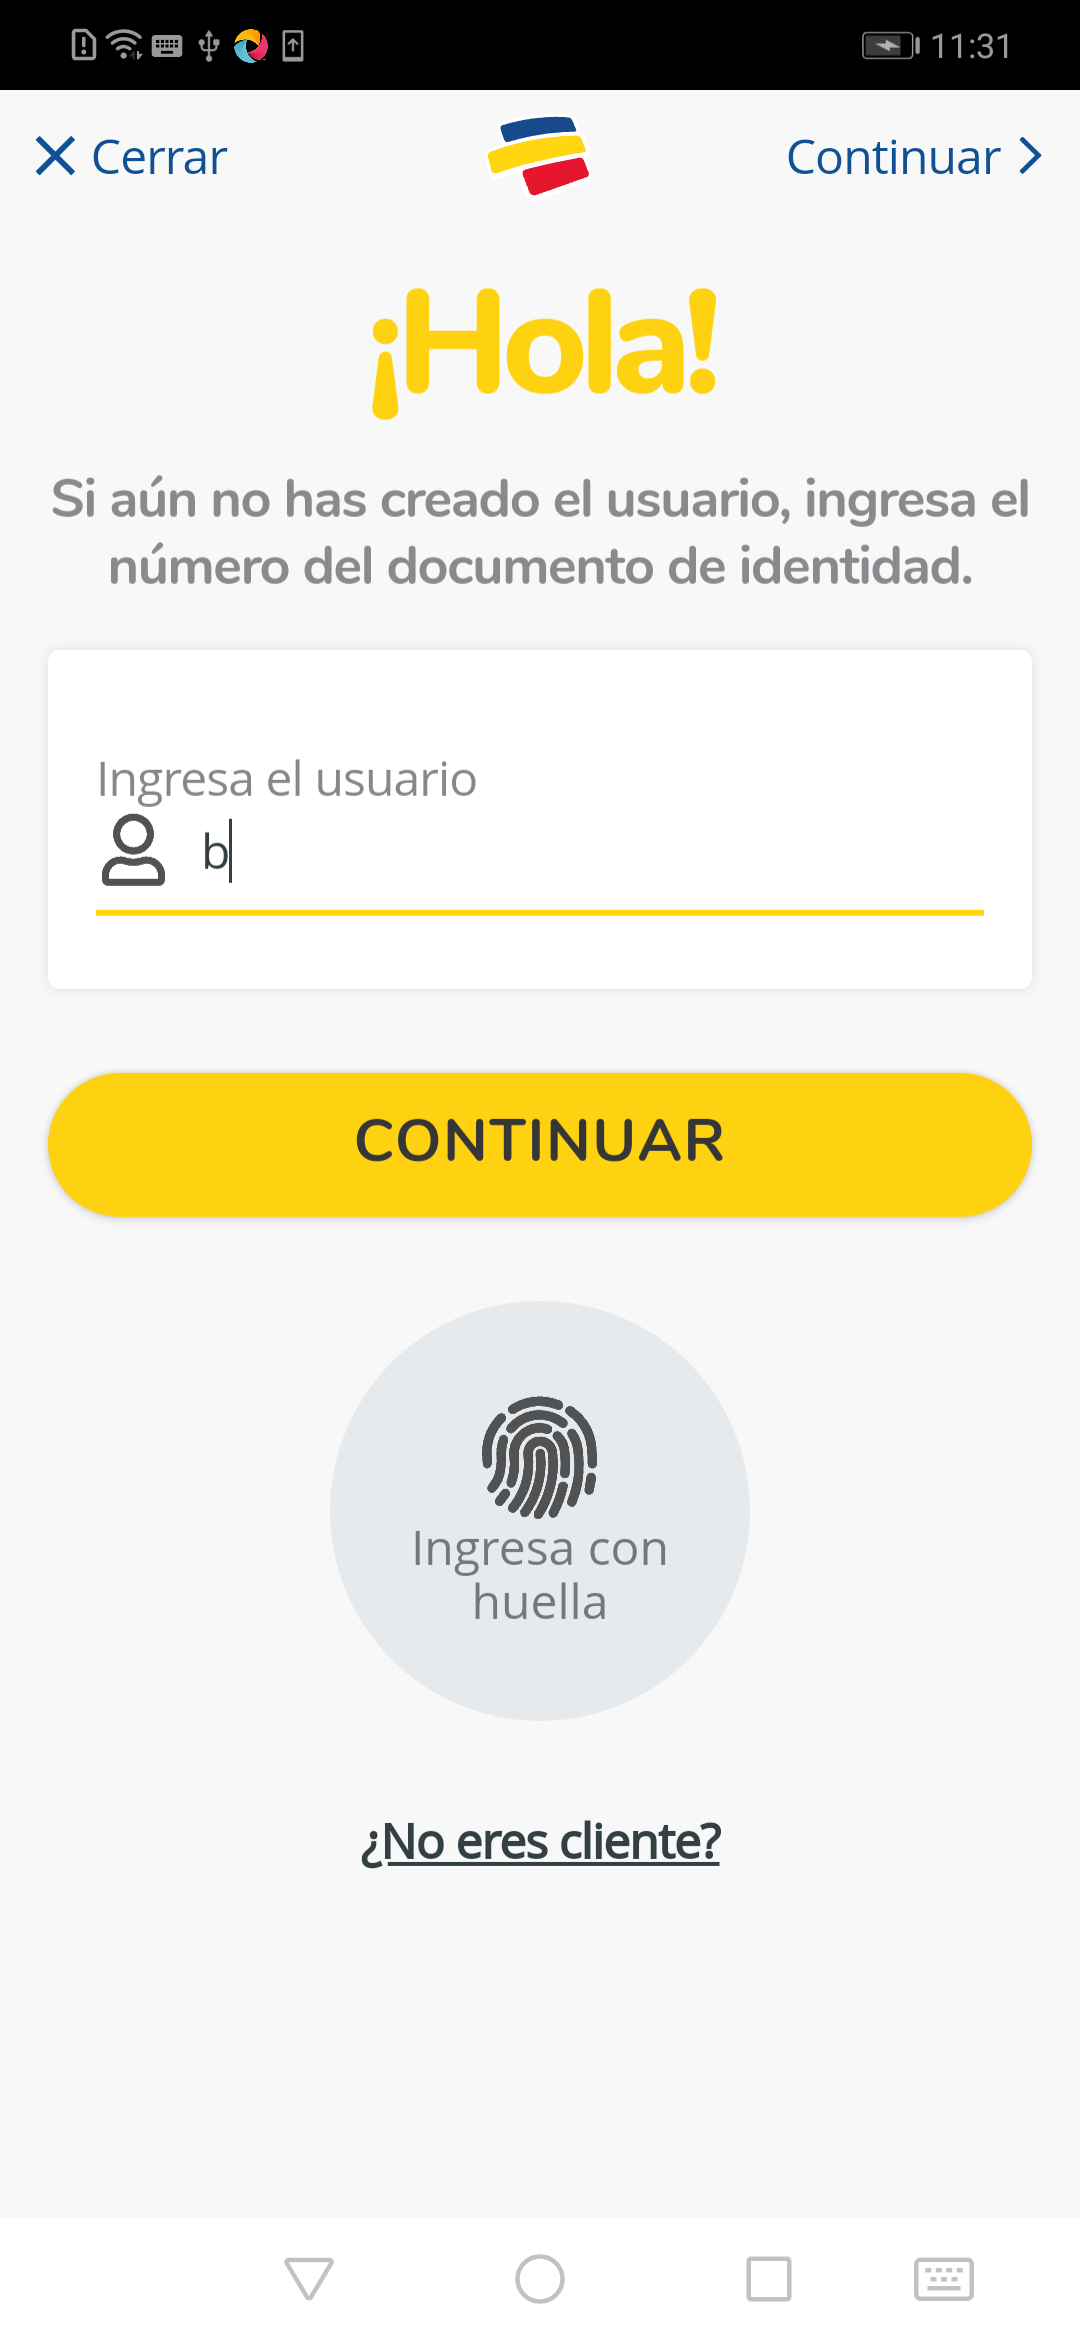 11:31
Cerrar
Continuar
¡Hola!
Si aún no has creado el usuario, ingresa el
número del documento de identidad.
Ingresa el usuario
b
CONTINUAR
Ingresa con
huella
¿No eres cliente?